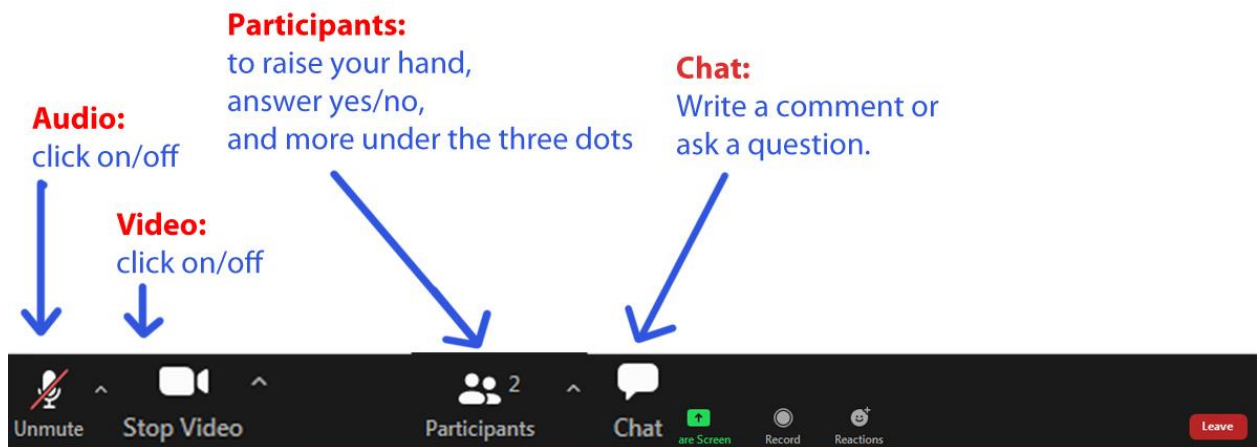 Participants:
to raise your hand,
answer yes/no,
and more under the three dots
Chat:
Write a comment or
ask a question.
Audio:
click on/off
Video:
click on/off
2
Unmute
Stop Video
Participants
Chat
are Screen
Record
Reactions
Leave